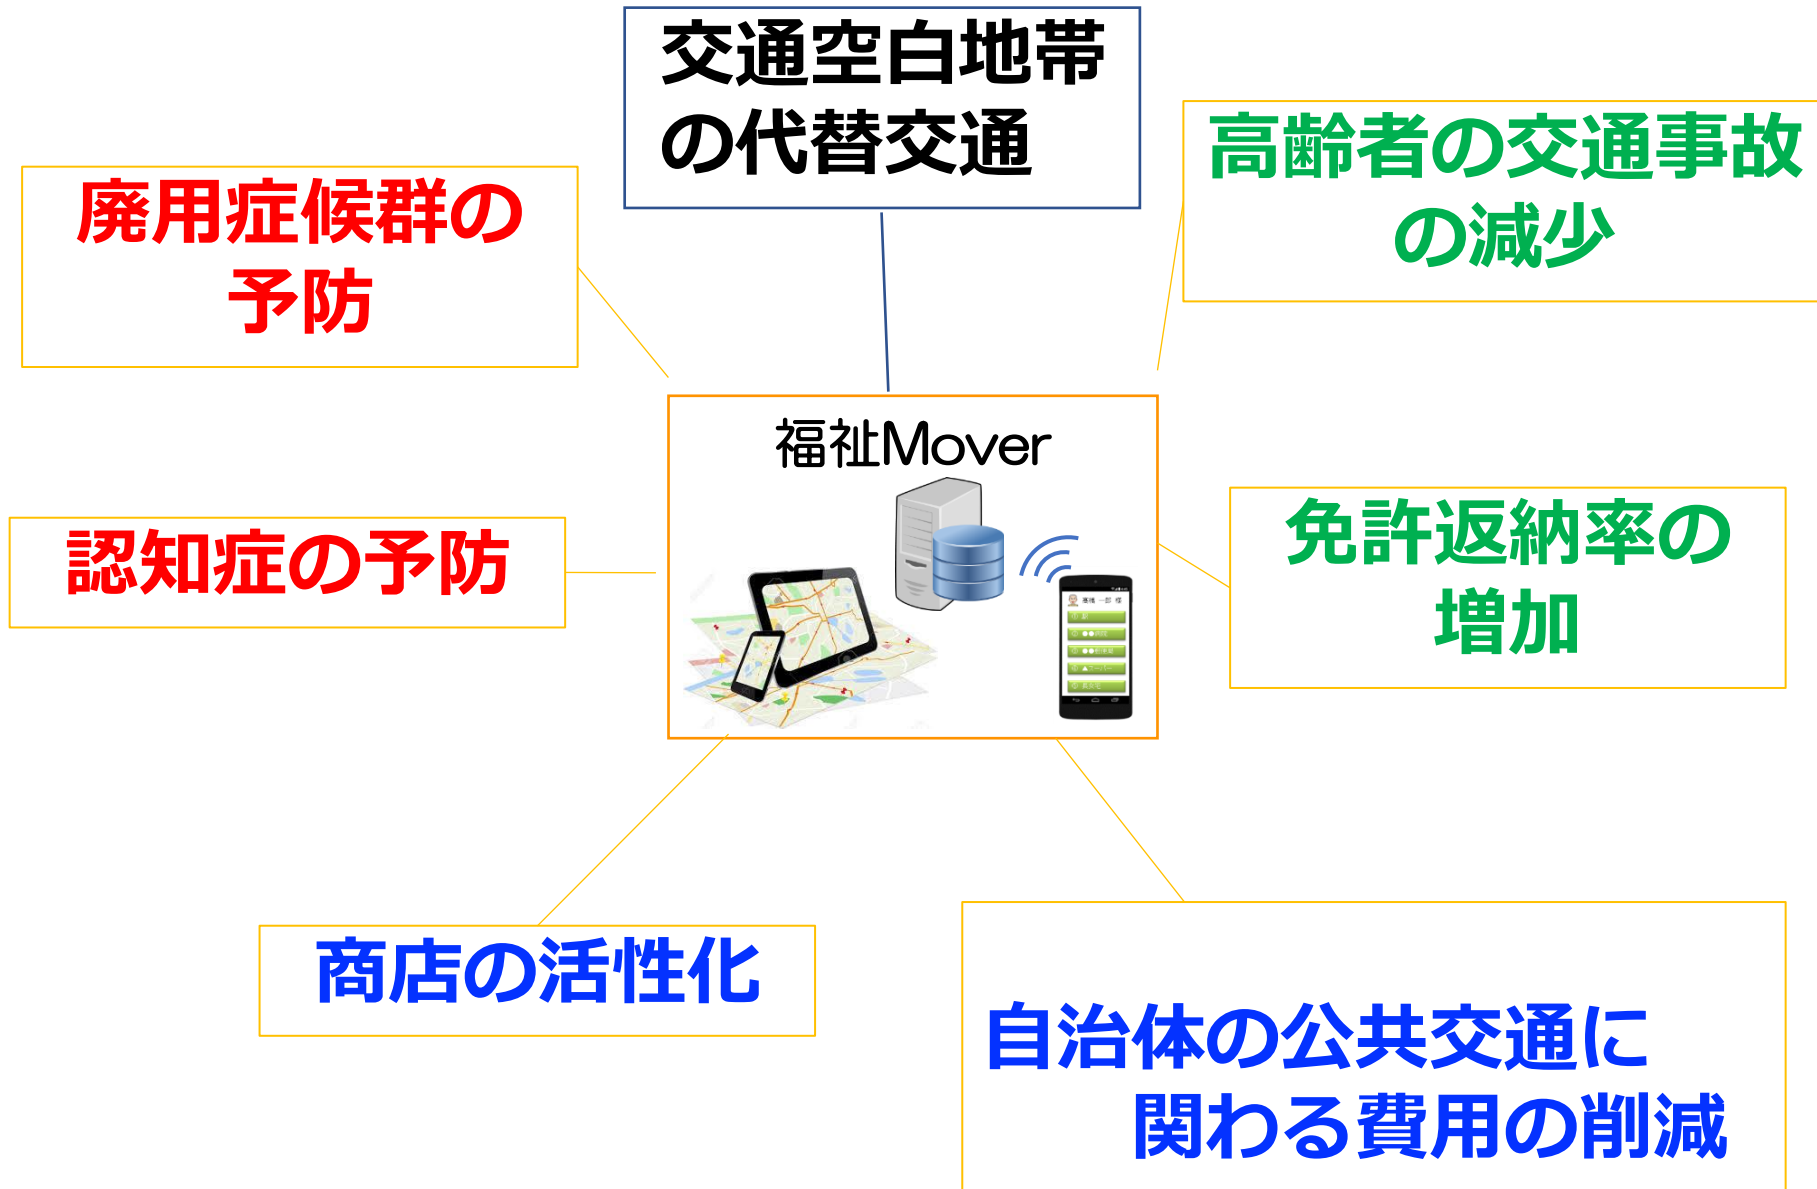 交通空白地帯
の代替交通
高齢者の交通事故
の減少
廃用症候群の
予防
福祉Mover
認知症の予防
免許返納率の
増加
商店の活性化
自治体の公共交通に
関わる費用の削減